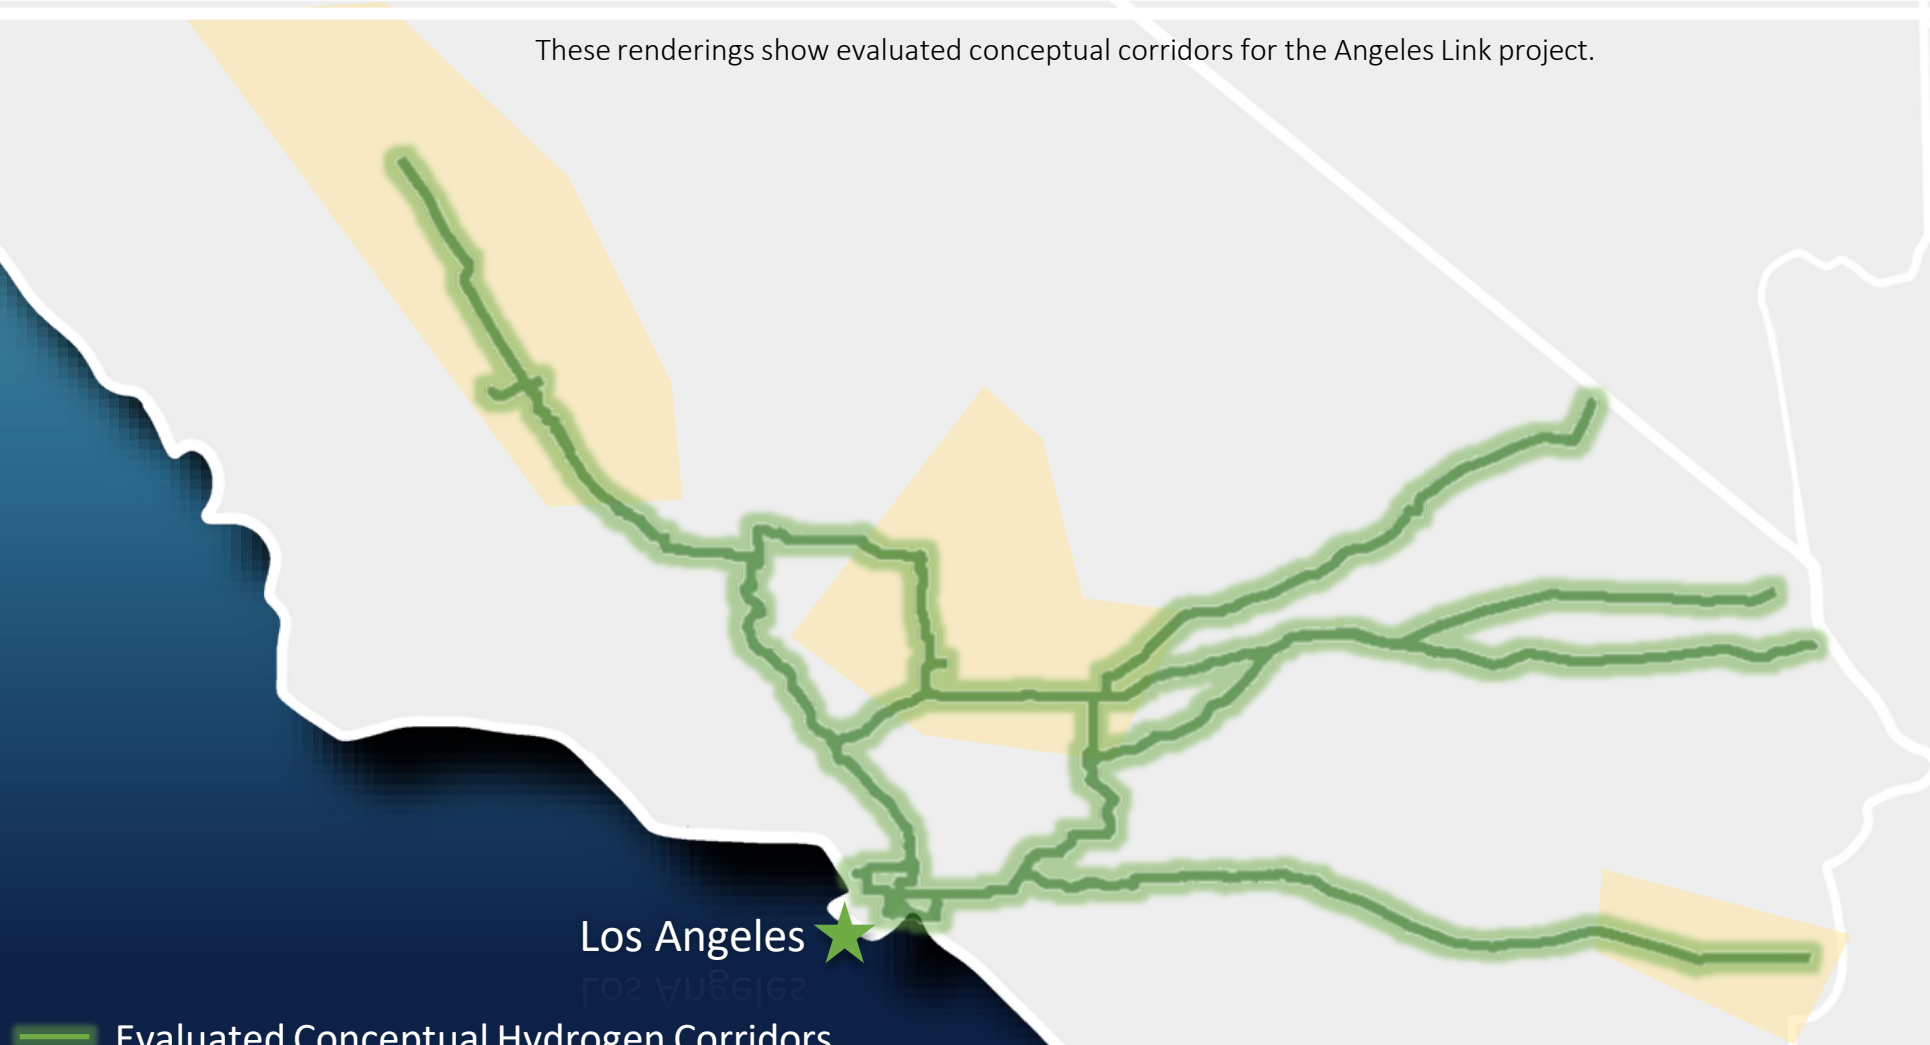 These renderings show evaluated conceptual corridors for the Angeles Link project.
Los Angeles
Evaluated Conceptual Hydrogen Corridors